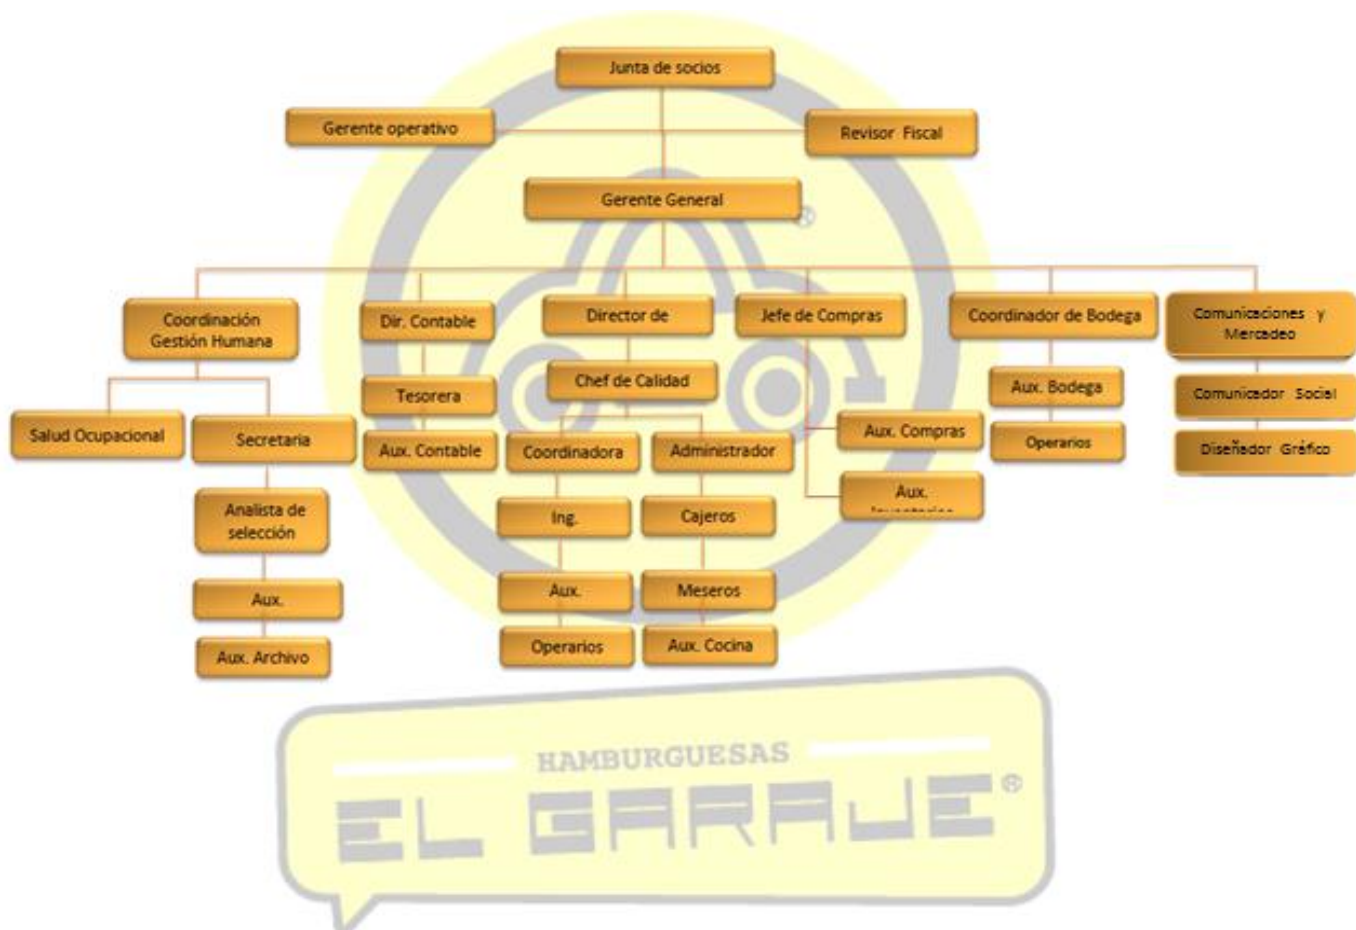 Junta de socios
Gerente operativo
Revisor Fiscal
Gerente General
®
Coordinación
Gestión Humana
Dir. Contable
Director de
Jefe de Compras
Coordinador de Bodega
Comunicaciones y
Mercadeo
Salud Ocupacional
Secretaria
Tesorera
Aux. Contable
Chef de Calidad
Coordinadora
Administrador
Aux. Compras
Aux.
Aux. Bodega
Operarios
Comunicador Social
Diseñador Gráfico
Analista de
selección
Aux.
Aux. Archivo
Ing.
Aux.
Operarios
Cajeros
Meseros
Aux. Cocina
HAMBURGUESAS
EL GARAJE®